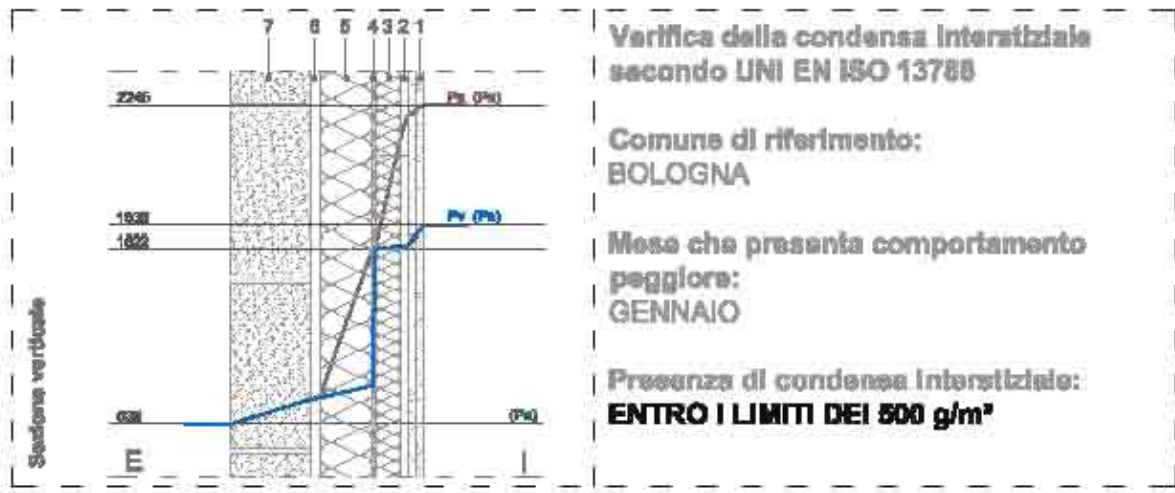 7 6 5 4 3 2 1
2245
Ps (Pa)
Pv (Pa)
(Pa)
Sezione verticale
E
I
Verifica della condensa interstiziale
secondo UNI EN ISO 13788
Comune di riferimento:
BOLOGNA
Mese che presenta comportamento
peggiore:
GENNAIO
Presenza di condensa interstiziale:
ENTRO I LIMITI DEI 500 g/m²